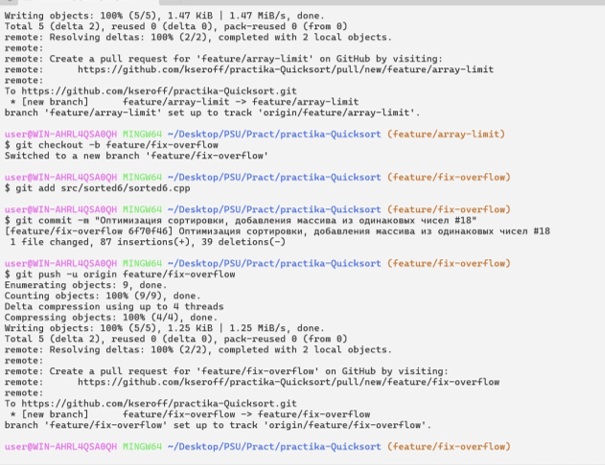 Writing objects: 100% (5/5), 1.47 KiB | 1.47 MiB/s, done.
Total 5 (delta 2), reused 0 (delta 0), pack-reused 0 (from 0)
remote: Resolving deltas: 100% (2/2), completed with 2 local objects.
remote:
remote: Create a pull request for 'feature/array-limit' on GitHub by visiting:
remote:      https://github.com/kseroff/practika-Quicksort/pull/new/feature/array-limit
remote:
To https://github.com/kseroff/practika-Quicksort.git
 * [new branch]      feature/array-limit -> feature/array-limit
branch 'feature/array-limit' set up to track 'origin/feature/array-limit'.
user@WIN-AHRL4QSA0QH MINGW64 ~/Desktop/PSU/Pract/practika-Quicksort (feature/array-limit)
$ git checkout -b feature/fix-overflow
Switched to a new branch 'feature/fix-overflow'
user@WIN-AHRL4QSA0QH MINGW64 ~/Desktop/PSU/Pract/practika-Quicksort (feature/fix-overflow)
$ git add src/sorted6/sorted6.cpp
user@WIN-AHRL4QSA0QH MINGW64 ~/Desktop/PSU/Pract/practika-Quicksort (feature/fix-overflow)
$ git commit -m "Оптимизация сортировки, добавления массива из одинаковых чисел #18"
[feature/fix-overflow 6f70f46] Оптимизация сортировки, добавления массива из одинаковых чисел #18
 1 file changed, 87 insertions(+), 39 deletions(-)
user@WIN-AHRL4QSA0QH MINGW64 ~/Desktop/PSU/Pract/practika-Quicksort (feature/fix-overflow)
$ git push -u origin feature/fix-overflow
Enumerating objects: 9, done.
Counting objects: 100% (9/9), done.
Delta compression using up to 4 threads
Compressing objects: 100% (4/4), done.
Writing objects: 100% (5/5), 1.25 KiB | 1.25 MiB/s, done.
Total 5 (delta 2), reused 0 (delta 0), pack-reused 0 (from 0)
remote: Resolving deltas: 100% (2/2), completed with 2 local objects.
remote:
remote: Create a pull request for 'feature/fix-overflow' on GitHub by visiting:
remote:      https://github.com/kseroff/practika-Quicksort/pull/new/feature/fix-overflow
remote:
To https://github.com/kseroff/practika-Quicksort.git
 * [new branch]      feature/fix-overflow -> feature/fix-overflow
branch 'feature/fix-overflow' set up to track 'origin/feature/fix-overflow'.
user@WIN-AHRL4QSA0QH MINGW64 ~/Desktop/PSU/Pract/practika-Quicksort (feature/fix-overflow)